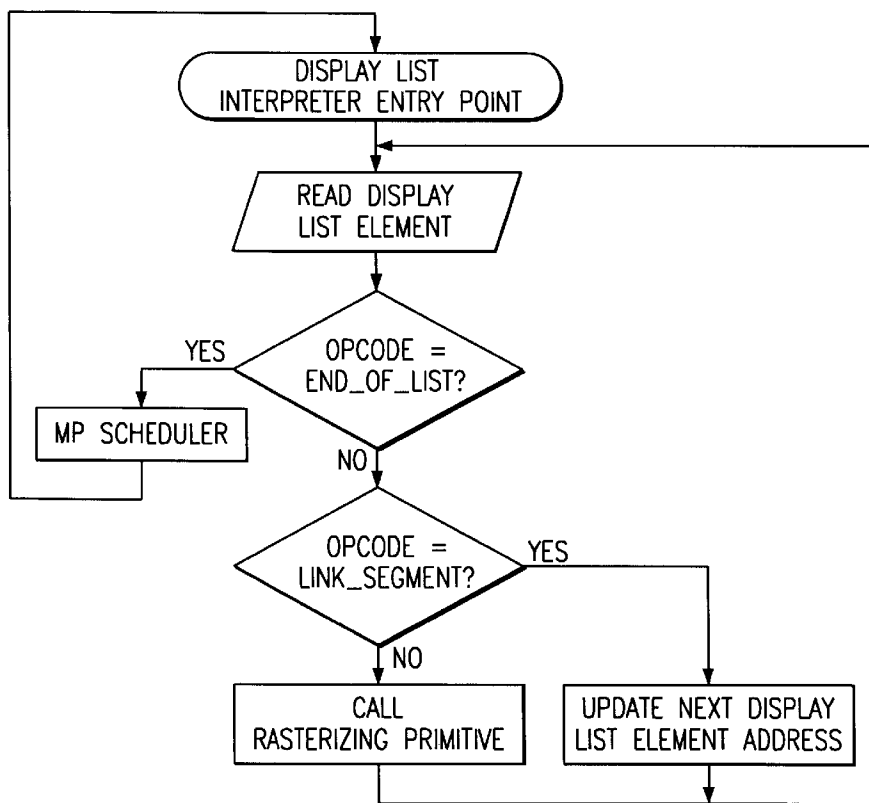 DISPLAY LIST
INTERPRETER ENTRY POINT
READ DISPLAY
LIST ELEMENT
OPCODE =
END_OF_LIST?
YES
MP SCHEDULER
NO
OPCODE =
LINK_SEGMENT?
YES
NO
CALL
RASTERIZING PRIMITIVE
UPDATE NEXT DISPLAY
LIST ELEMENT ADDRESS